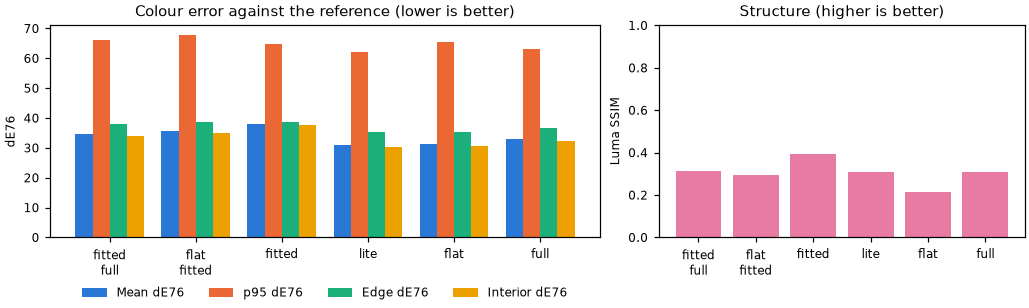 Colour error against the reference (lower is better)
dE76
70
60
50
40
30
20
10
0
fitted full
flat fitted
fitted
lite
flat
full
Mean dE76
p95 dE76
Edge dE76
Interior dE76
Structure (higher is better)
Luma SSIM
1.0
0.8
0.6
0.4
0.2
0.0
fitted full
flat fitted
fitted
lite
flat
full